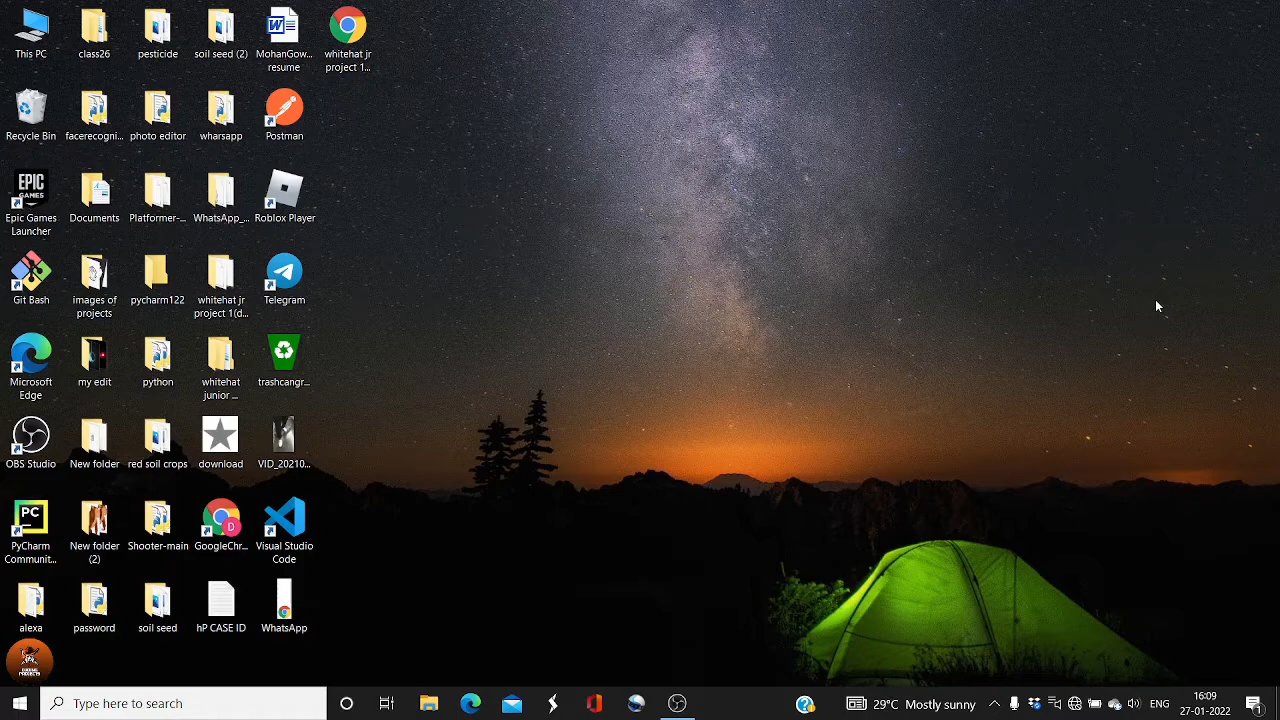 This PC
class26
pesticide
soil seed (2)
MohanGow...
resume
whitehat jr
project 1...
Recycle Bin
facerecogni...
photo editor
wharsapp
Postman
EPIC
GAMES
Epic Games
Launcher
Documents
Platformer-...
WhatsApp_...
Roblox Player
Git Bash
images of
projects
pycharm122
whitehat jr
project 1(d...
Telegram
Microsoft
Edge
my edit
python
whitehat
junior ...
trashcangr...
OBS Studio
New folder
red soil crops
download
VID_20210...
PC
PyCharm
Communit...
New folder
(2)
Shooter-main
D
GoogleChr...
Visual Studio
Code
alexa
password
soil seed
hP CASE ID
WhatsApp
Type here to search
29°C Mostly sunny
ENG
16:09
27-01-2022